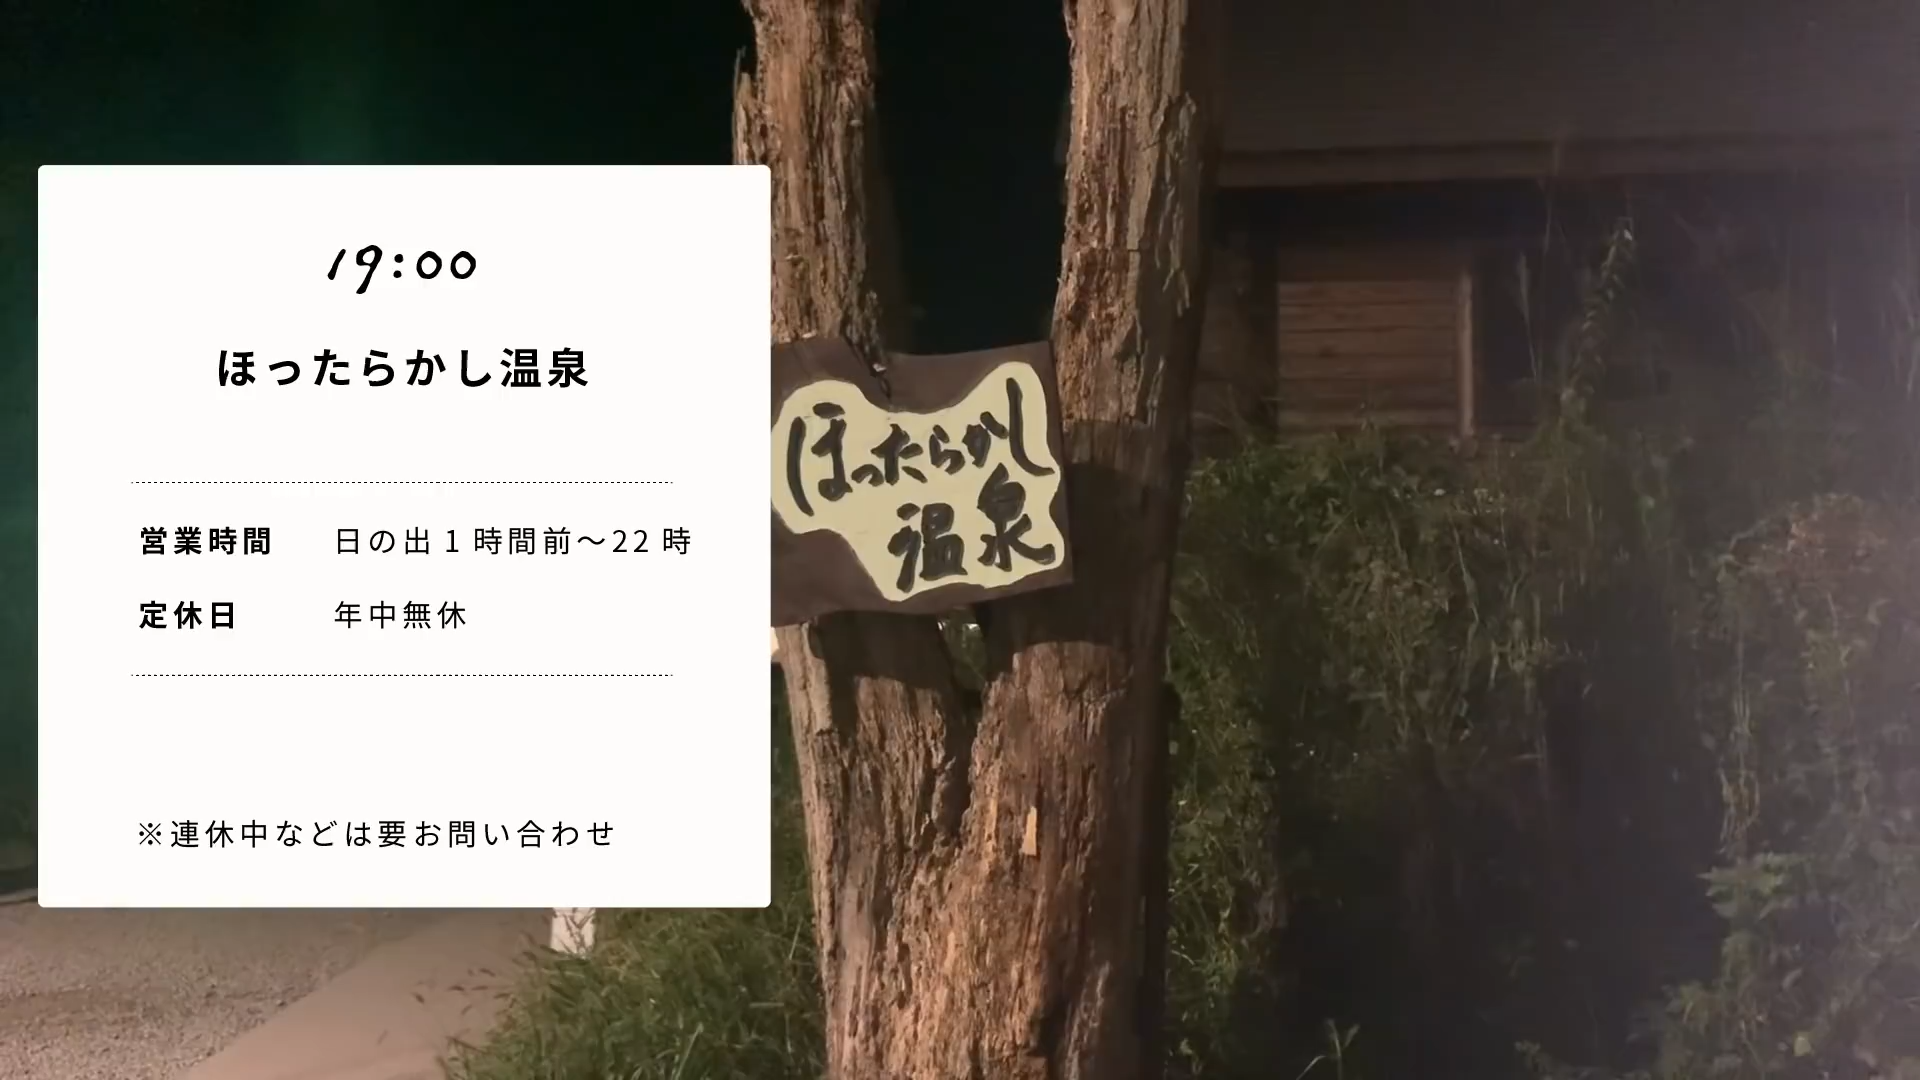 19:00
ほったらかし温泉
営業時間 日の出1時間前〜22時
定休日 年中無休
※連休中などは要お問い合わせ
ほったらかし
温泉